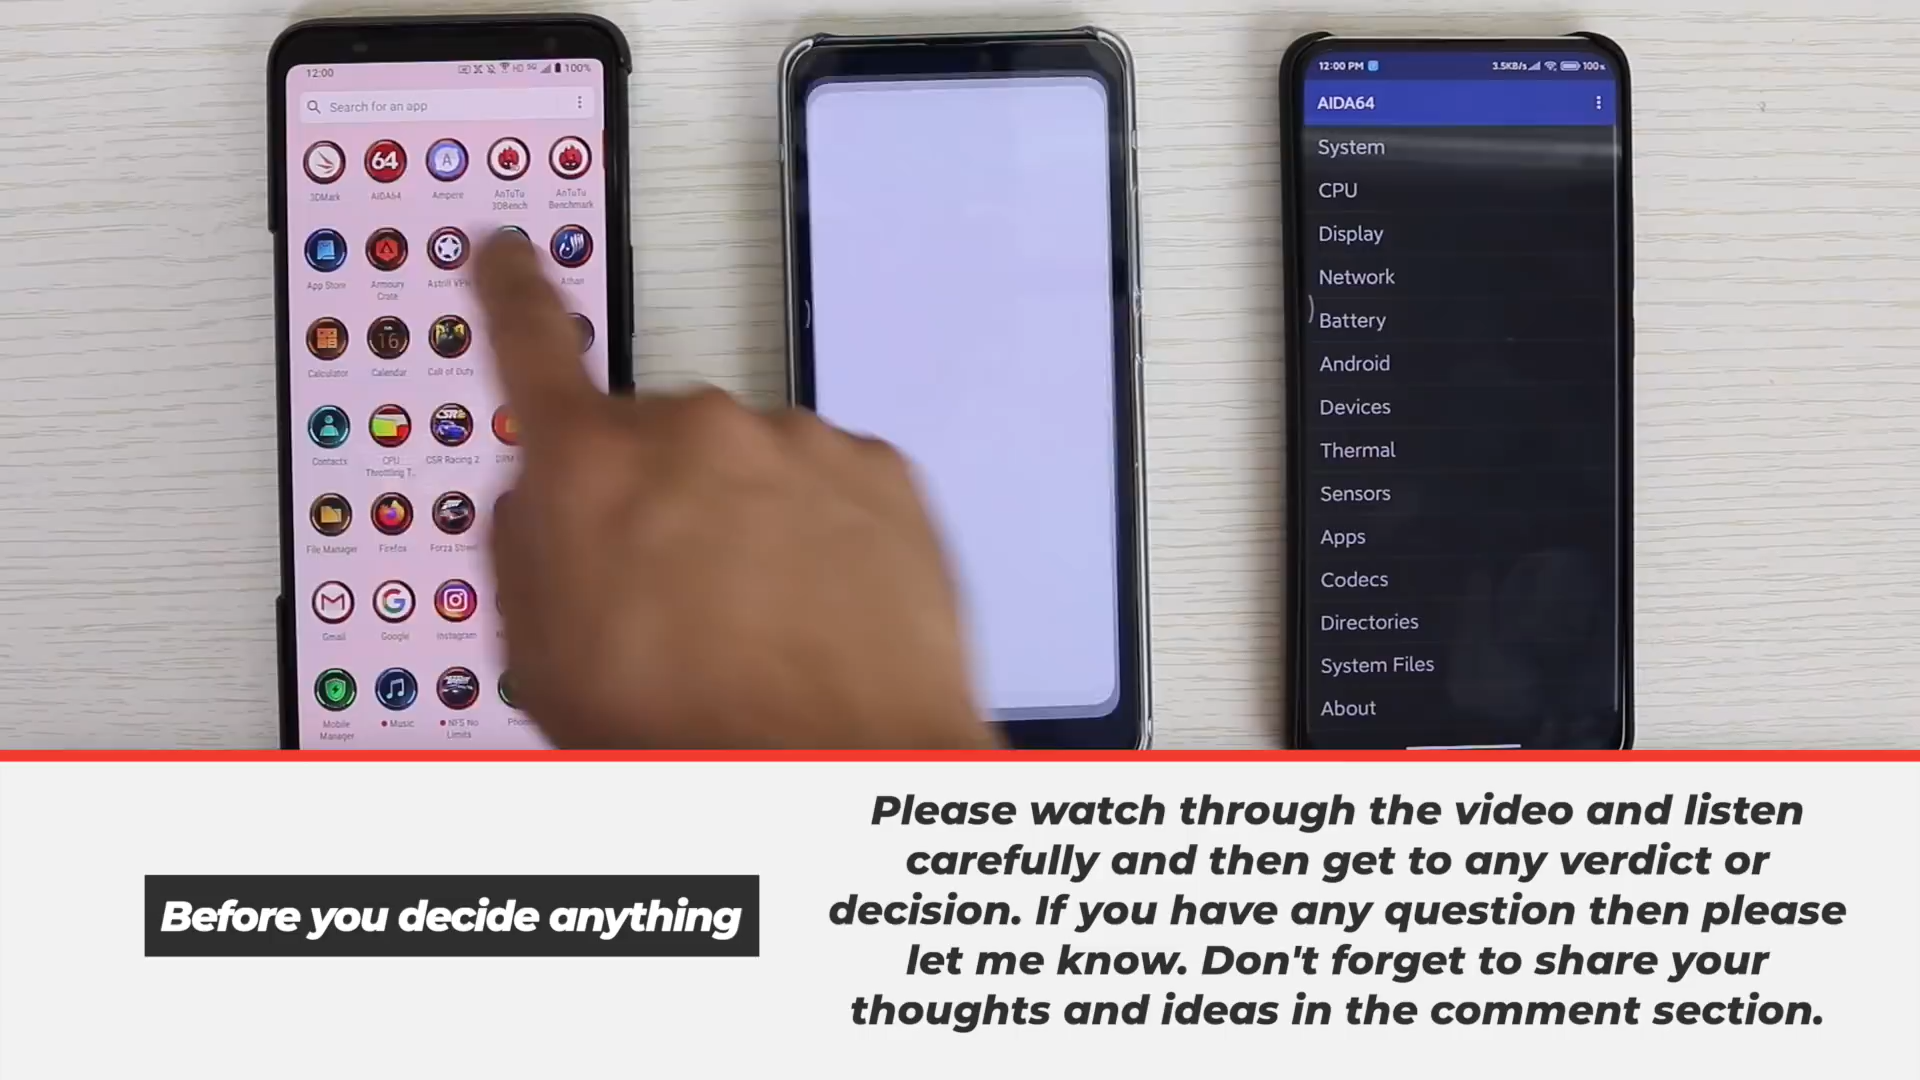 12:00
HD 5G 100%
Search for an app
3DMark
AIDA64
Ampere
AnTuTu
3DBench
AnTuTu
Benchmark
App Store
Armoury
Crate
Astrill VPN
Athan
Calculator
Calendar
Call of Duty
Contacts
CPU
Throttling T..
CSR Racing 2
DRM
File Manager
Firefox
Forza Street
Gmail
Google
Instagram
Mobile
Manager
Music
NFS No
Limits
Phone
12:00 PM
3.5KB/s 100%
AIDA64
System
CPU
Display
Network
Battery
Android
Devices
Thermal
Sensors
Apps
Codecs
Directories
System Files
About
Before you decide anything
Please watch through the video and listen
carefully and then get to any verdict or
decision. If you have any question then please
let me know. Don't forget to share your
thoughts and ideas in the comment section.